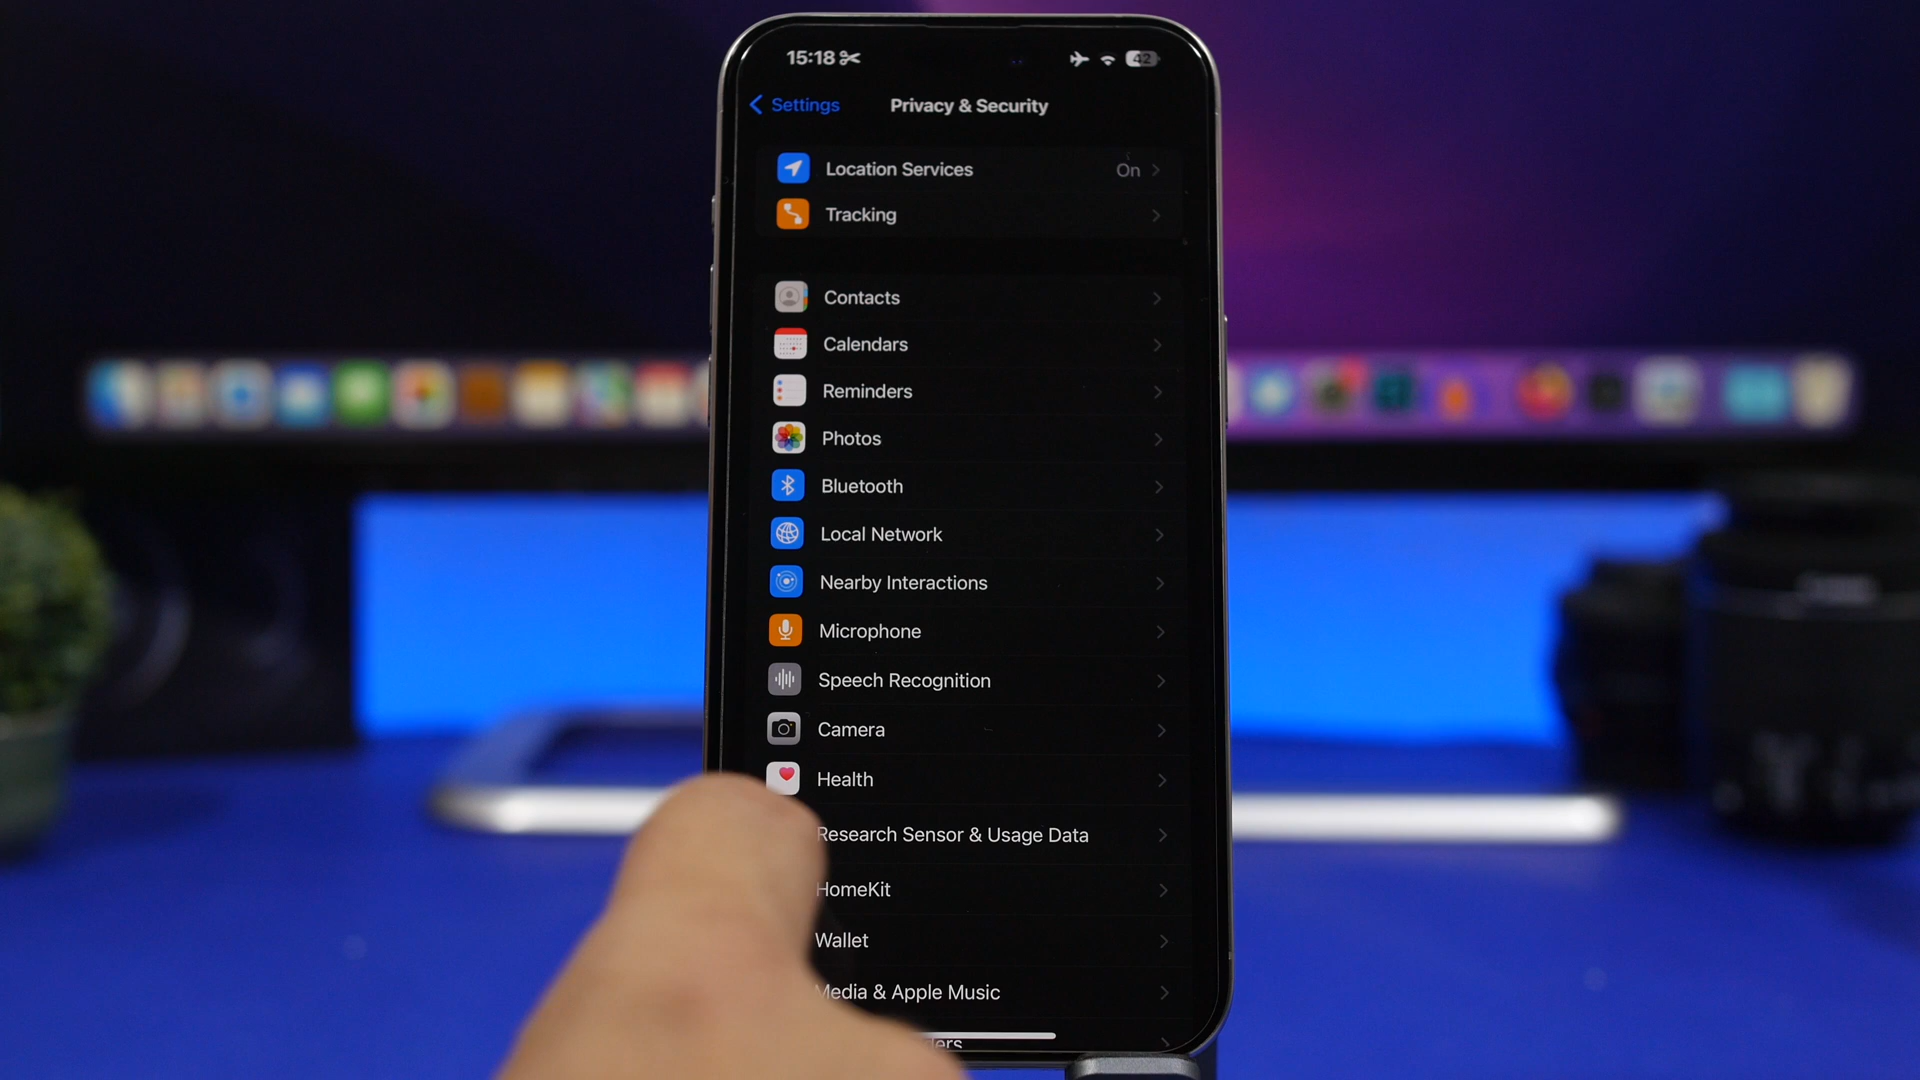 15:18
42
Settings
Privacy & Security
Location Services On
Tracking
Contacts
Calendars
Reminders
Photos
Bluetooth
Local Network
Nearby Interactions
Microphone
Speech Recognition
Camera
Health
Research Sensor & Usage Data
HomeKit
Wallet
Media & Apple Music